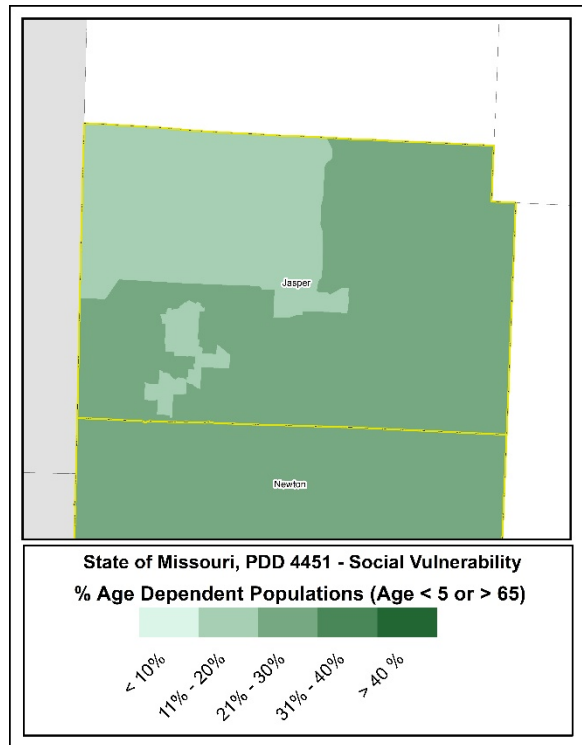 Jasper
Newton
State of Missouri, PDD 4451 - Social Vulnerability
% Age Dependent Populations (Age < 5 or > 65)
< 10%
11% - 20%
21% - 30%
31% - 40%
> 40 %